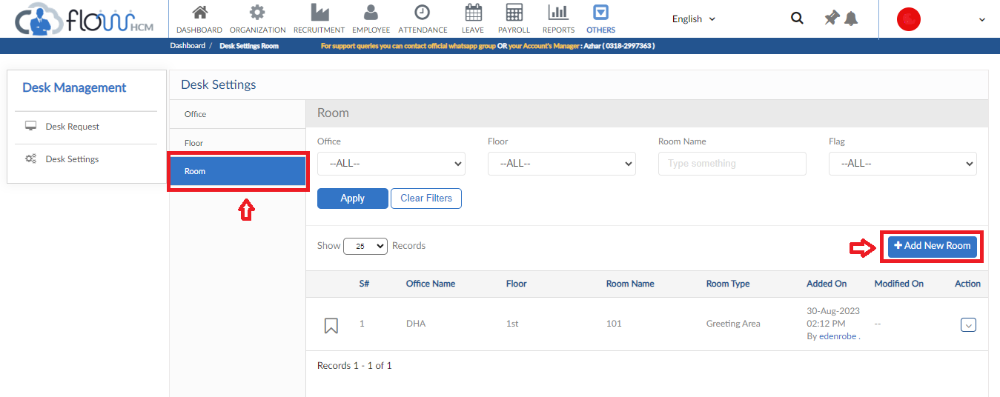 flowHCM
DASHBOARD ORGANIZATION RECRUITMENT EMPLOYEE ATTENDANCE LEAVE PAYROLL REPORTS OTHERS
English
Dashboard / Desk Settings Room
For support queries you can contact official whatsapp group OR your Account's Manager : Azhar ( 0318-2997363 )
Desk Management
Desk Request
Desk Settings
Desk Settings
Office
Floor
Room
Room
Office Floor Room Name Flag
--ALL-- --ALL-- Type something --ALL--
Apply Clear Filters
Show 25 Records
+ Add New Room
S# Office Name Floor Room Name Room Type Added On Modified On Action
1 DHA 1st 101 Greeting Area 30-Aug-2023
02:12 PM --
By edenrobe .
Records 1 - 1 of 1